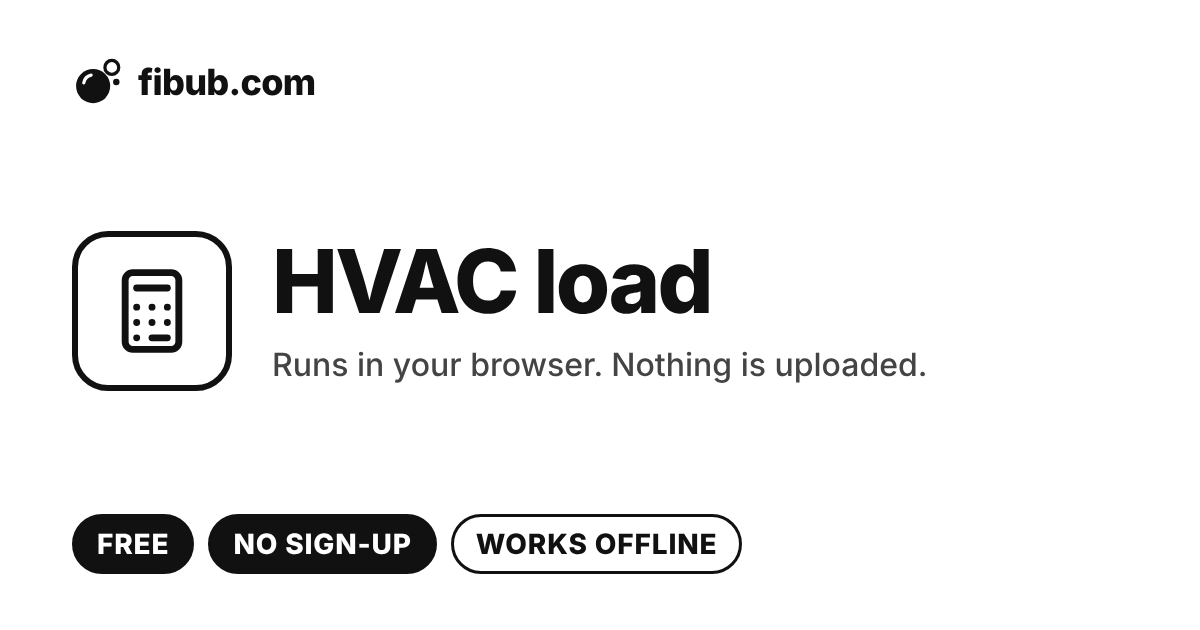 fibub.com
HVAC load
Runs in your browser. Nothing is uploaded.
FREE NO SIGN-UP WORKS OFFLINE